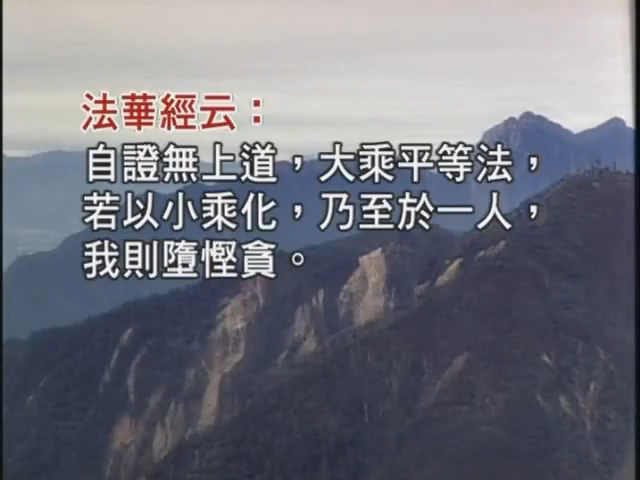 法華經云：
自證無上道，大乘平等法，
若以小乘化，乃至於一人，
我則墮慳貪。